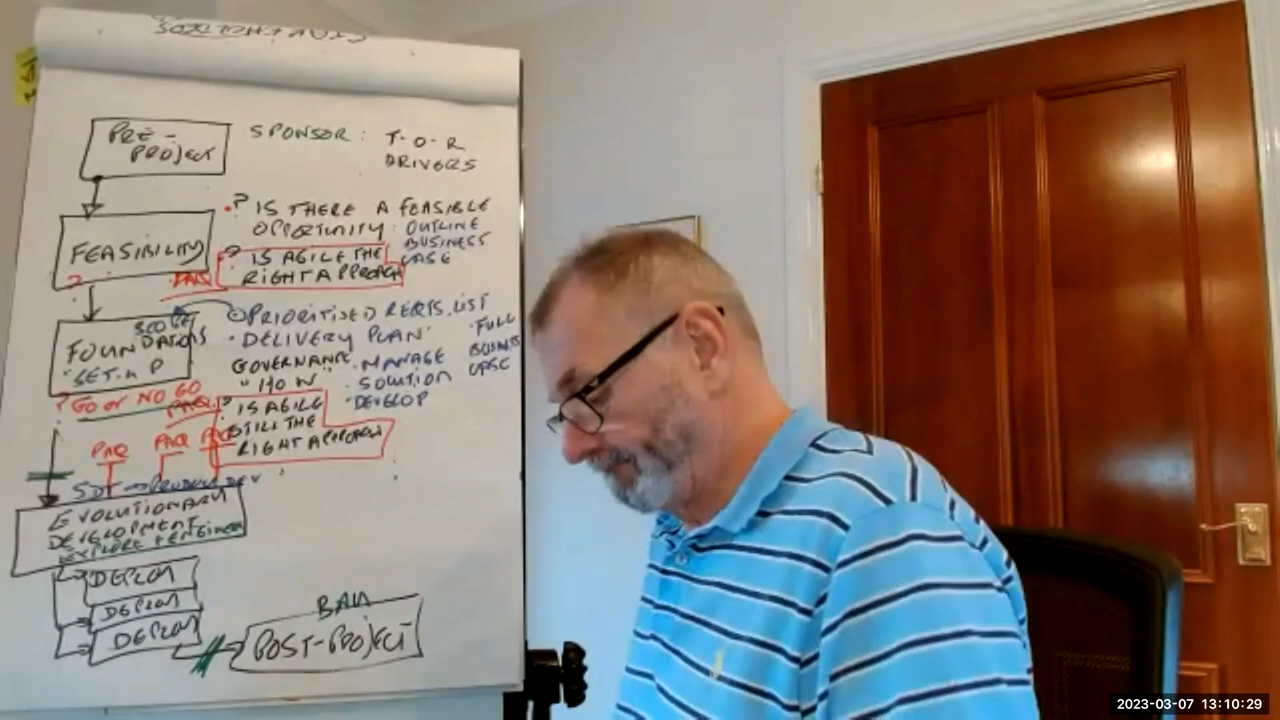 PRE-
PROJECT
SPONSOR: T-O-R
DRIVERS
FEASIBILITY
? PAQ
? IS THERE A FEASIBLE
OPPORTUNITY: OUTLINE
BUSINESS
CASE
? IS AGILE THE
RIGHT APPROACH
SCOPE
FOUNDATIONS
"SET-UP
? GO OR NO GO
PAQ
PRIORITISED REQTS. LIST
· DELIVERY PLAN
GOVERNANCE
"HOW"
· MANAGE
· SOLUTION
· DEVELOP
· FULL
BUSINESS
CASE
? IS AGILE
STILL THE
RIGHT APPROACH
PAQ PAQ PAQ
EVOLUTIONARY
DEVELOPMENT
EXPLORE & ENGINEER
DEPLOY
DEPLOY
DEPLOY
BAU
POST-PROJECT
2023-03-07 13:10:29